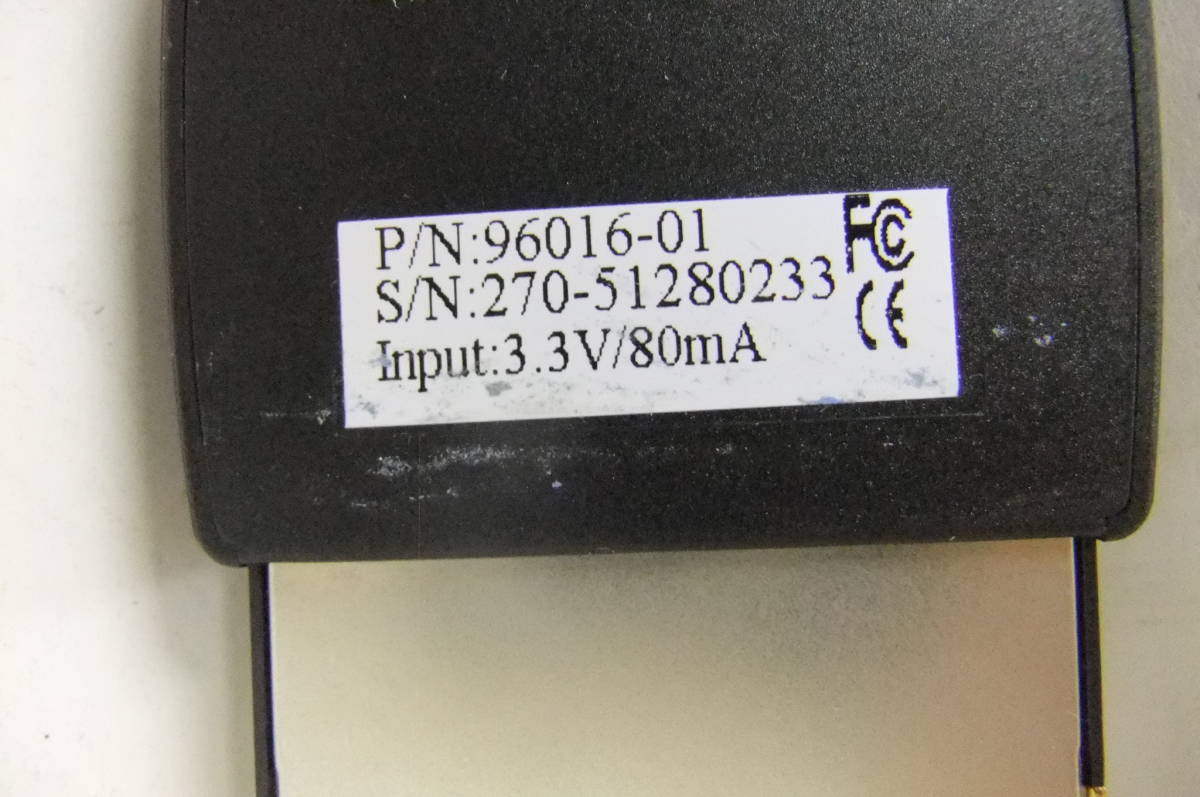 P/N:96016-01
S/N:270-51280233
Input:3.3V/80mA
FC
CE